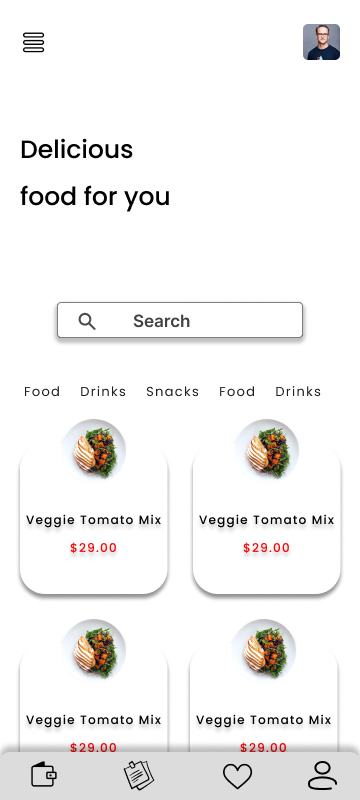 Delicious
food for you
Search
Food Drinks Snacks Food Drinks
Veggie Tomato Mix Veggie Tomato Mix
$29.00 $29.00
Veggie Tomato Mix Veggie Tomato Mix
$29.00 $29.00